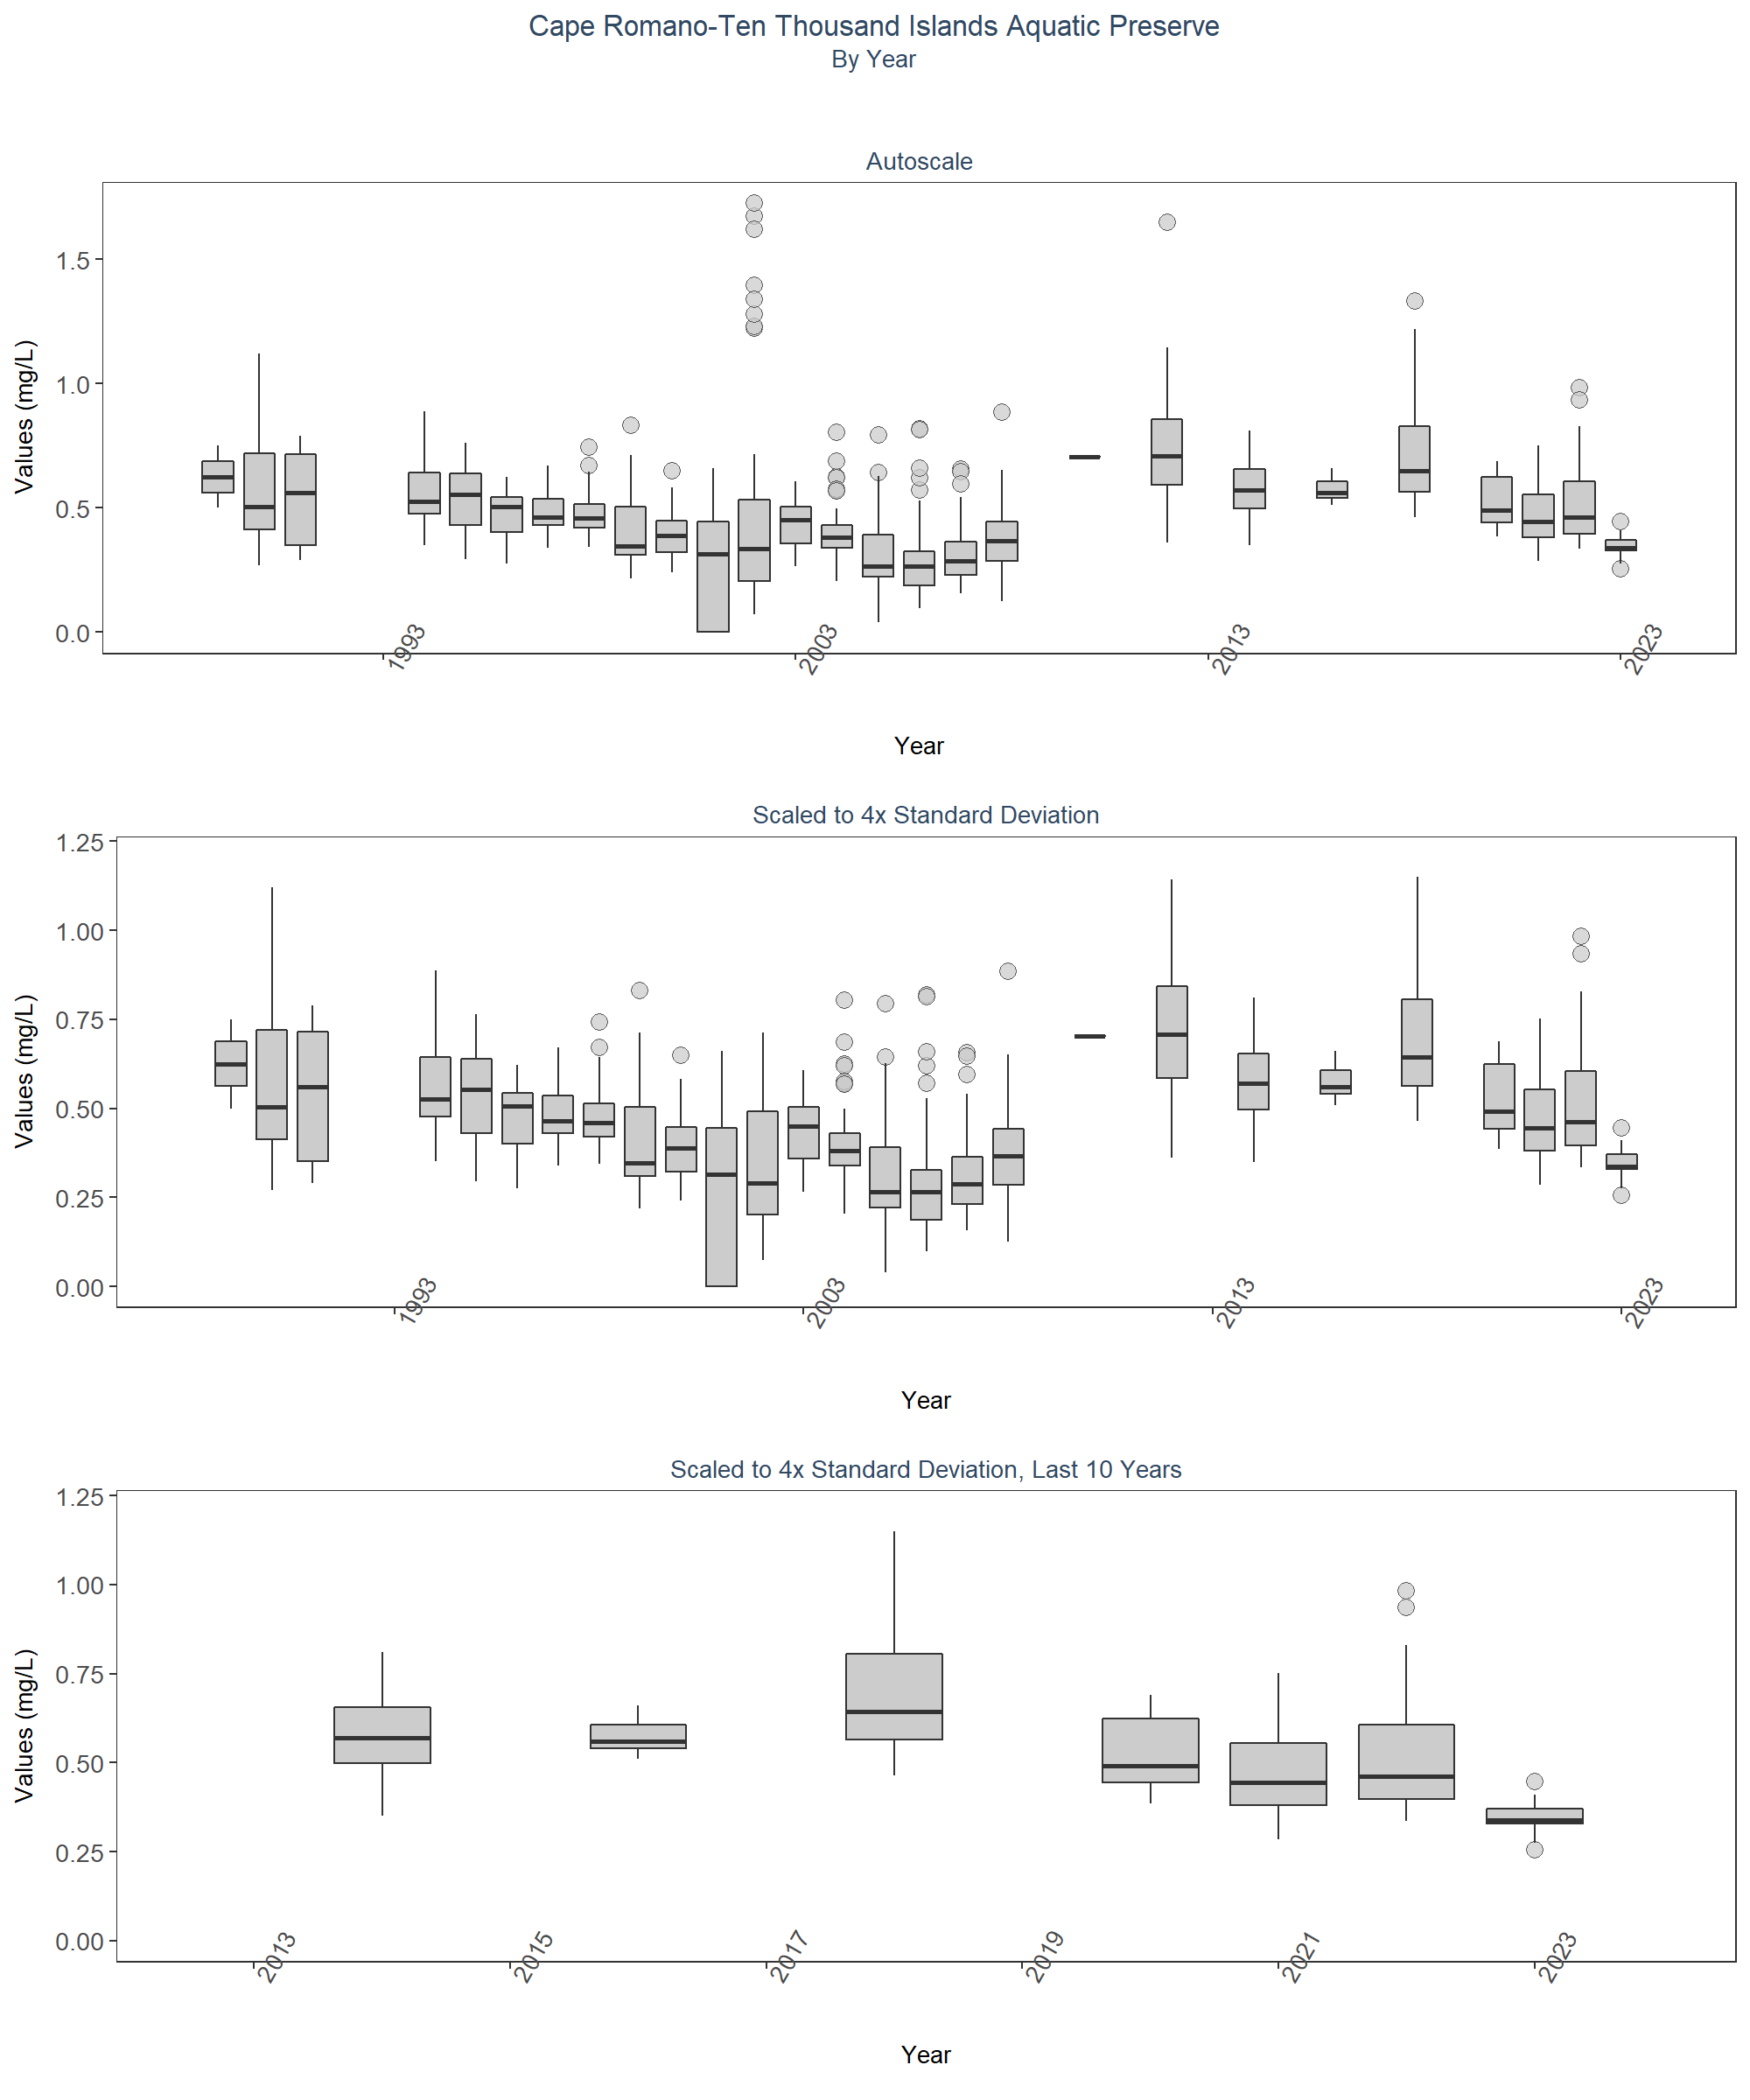 Cape Romano-Ten Thousand Islands Aquatic Preserve
By Year
Autoscale
Values (mg/L)
1.5
1.0
0.5
0.0
1993 2003 2013 2023
Year
Scaled to 4x Standard Deviation
Values (mg/L)
1.25
1.00
0.75
0.50
0.25
0.00
1993 2003 2013 2023
Year
Scaled to 4x Standard Deviation, Last 10 Years
Values (mg/L)
1.25
1.00
0.75
0.50
0.25
0.00
2013 2015 2017 2019 2021 2023
Year